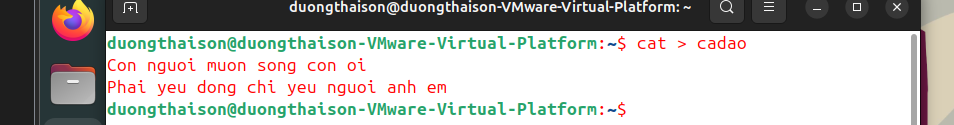 duongthaison@duongthaison-VMware-Virtual-Platform: ~
duongthaison@duongthaison-VMware-Virtual-Platform:~$ cat > cadao
Con nguoi muon song con oi
Phai yeu dong chi yeu nguoi anh em
duongthaison@duongthaison-VMware-Virtual-Platform:~$